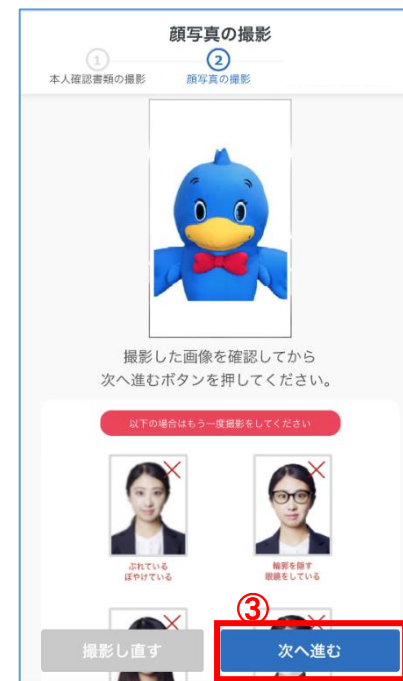 顔写真の撮影
① ②
本人確認書類の撮影 顔写真の撮影
撮影した画像を確認してから
次へ進むボタンを押してください。
以下の場合はもう一度撮影をしてください
ぶれている
ぼやけている
輪郭を隠す
眼鏡をしている
③
撮影し直す
次へ進む